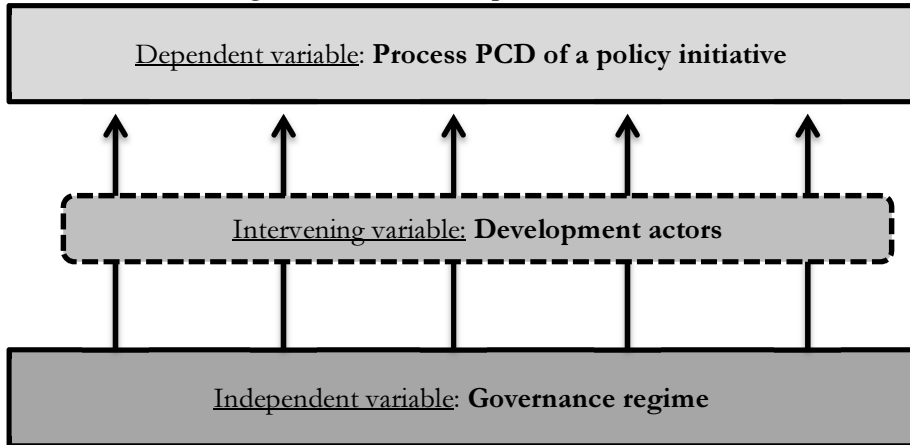 Dependent variable: Process PCD of a policy initiative
Intervening variable: Development actors
Independent variable: Governance regime